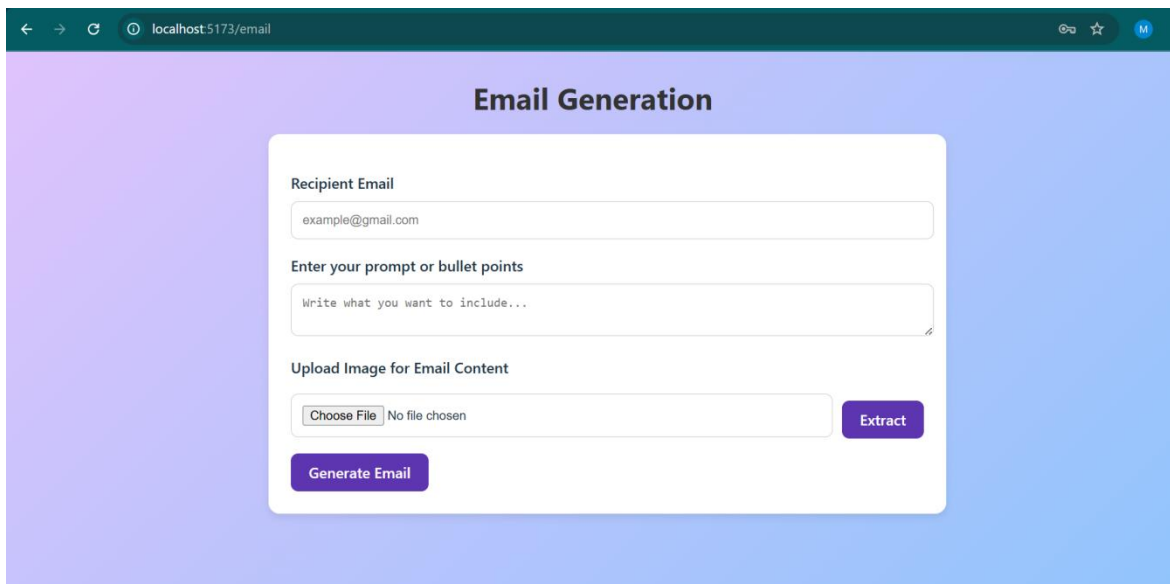 localhost:5173/email
M
Email Generation
Recipient Email
example@gmail.com
Enter your prompt or bullet points
Write what you want to include...
Upload Image for Email Content
Choose File No file chosen
Extract
Generate Email